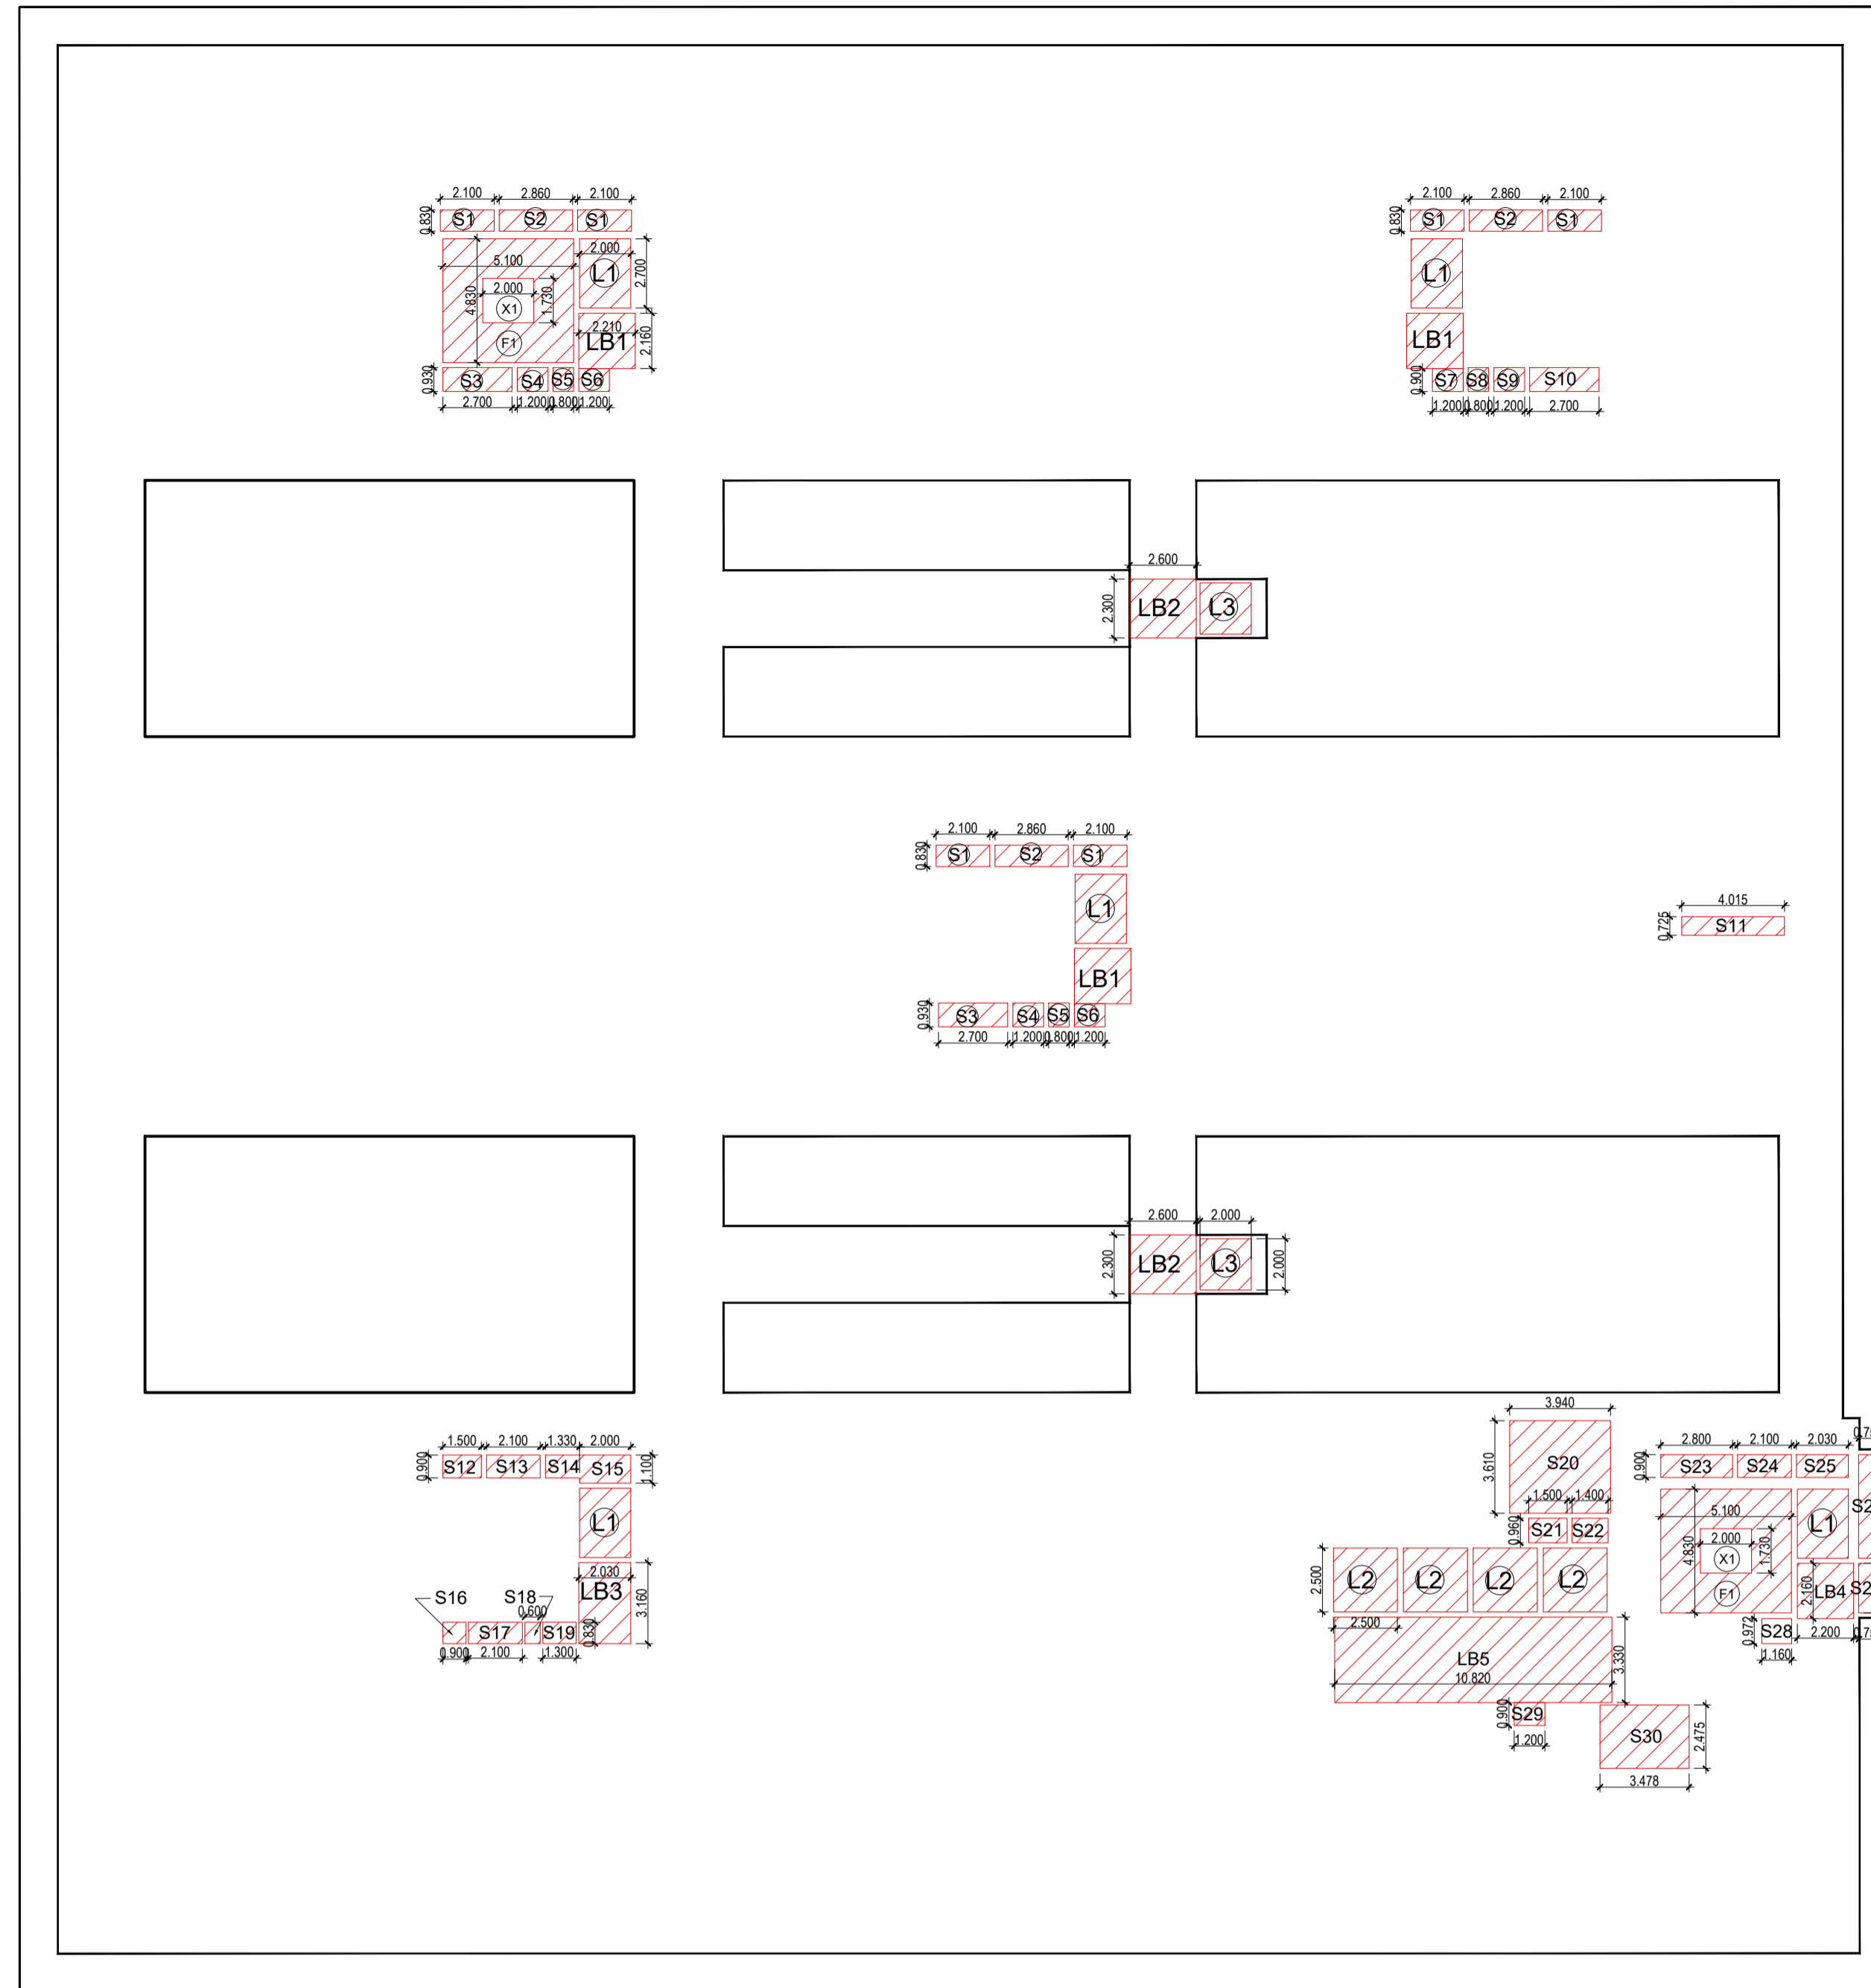 2.100 2.860 2.100
0.830 S1 S2 S1
5.100 2.000
L1 2.700
4.830 2.000 1.730
X1
2.210
F1 LB1 2.160
0.930 S3 S4 S5 S6
2.700 1.200 0.800 1.200
2.100 2.860 2.100
0.830 S1 S2 S1
L1
LB1
0.900 S7 S8 S9 S10
1.200 0.800 1.200 2.700
2.600
2.300 LB2 L3
2.100 2.860 2.100
0.830 S1 S2 S1
L1
LB1
0.930 S3 S4 S5 S6
2.700 1.200 0.800 1.200
4.015
0.725 S11
2.600 2.000
2.300 LB2 L3 2.000
1.500 2.100 1.330 2.000
0.900 S12 S13 S14 S15 1.100
L1
2.030
S16 S18 LB3 3.160
0.600
S17 S19 0.830
0.900 2.100 1.300
3.940
3.610 S20
1.500 1.400
0.960 S21 S22
2.500 L2 L2 L2 L2
2.500
LB5 3.330
10.820
0.900 S29
1.200
S30 2.475
3.478
2.800 2.100 2.030
0.900 S23 S24 S25
5.100 L1
4.830 2.000 1.730
X1
F1 2.160 LB4
0.972 S28
1.160 2.200